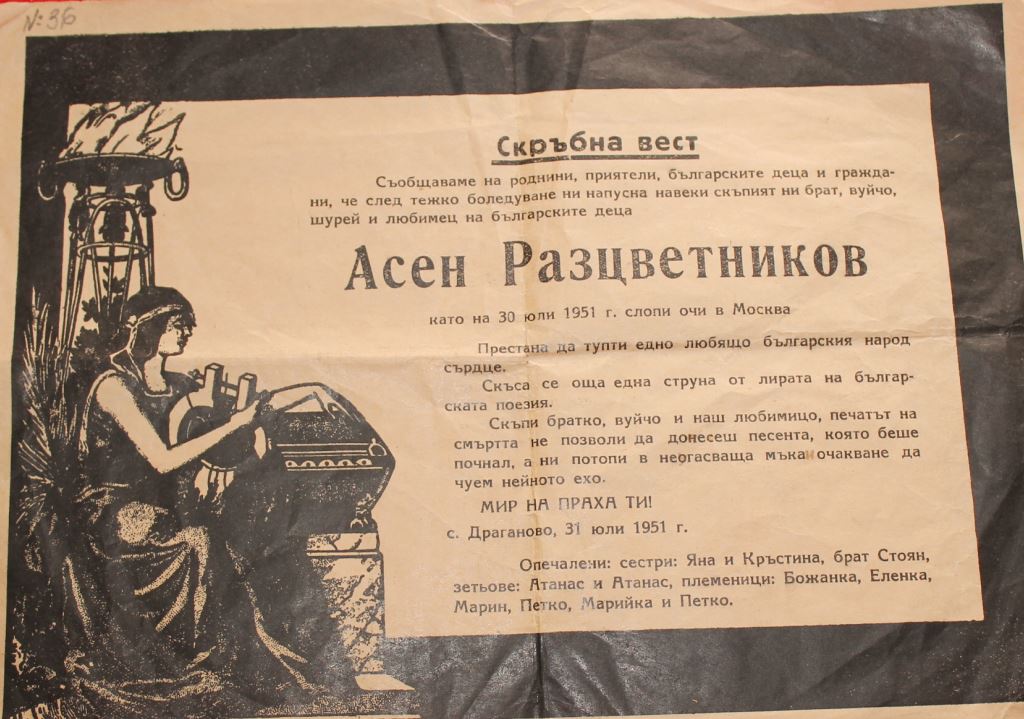 № 36
Скръбна вест
Съобщаваме на роднини, приятели, българските деца и гражда-
ни, че след тежко боледуване ни напусна навеки скъпият ни брат, вуйчо,
шурей и любимец на българските деца
Асен Разцветников
като на 30 юли 1951 г. слопи очи в Москва
Престана да тупти едно любящо българския народ
сърдце.
Скъса се оща една струна от лирата на българ-
ската поезия.
Скъпи братко, вуйчо и наш любимицо, печатът на
смъртта не позволи да донесеш песента, която беше
почнал, а ни потопи в неогасваща мъка очакване да
чуем нейното ехо.
МИР НА ПРАХА ТИ!
с. Драганово, 31 юли 1951 г.
Опечалени: сестри: Яна и Кръстина, брат Стоян,
зетьове: Атанас и Атанас, племеници: Божанка, Еленка,
Марин, Петко, Марийка и Петко.